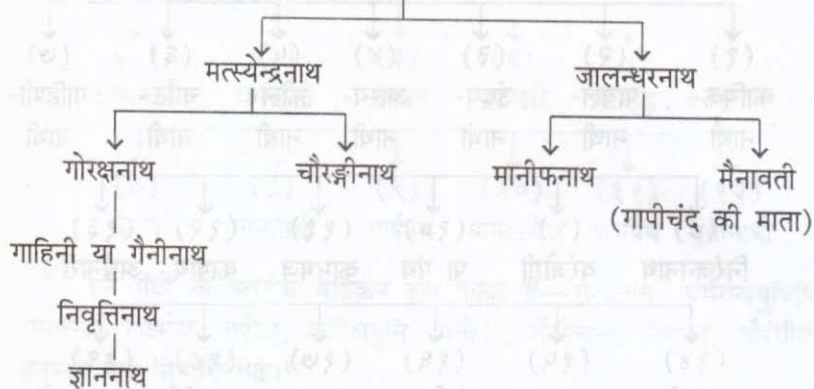 मत्स्येन्द्रनाथ जालन्धरनाथ
गोरक्षनाथ चौरङ्गीनाथ मानीफनाथ मैनावती
(गापीचंद की माता)
गाहिनी या गैनीनाथ
निवृत्तिनाथ
ज्ञाननाथ